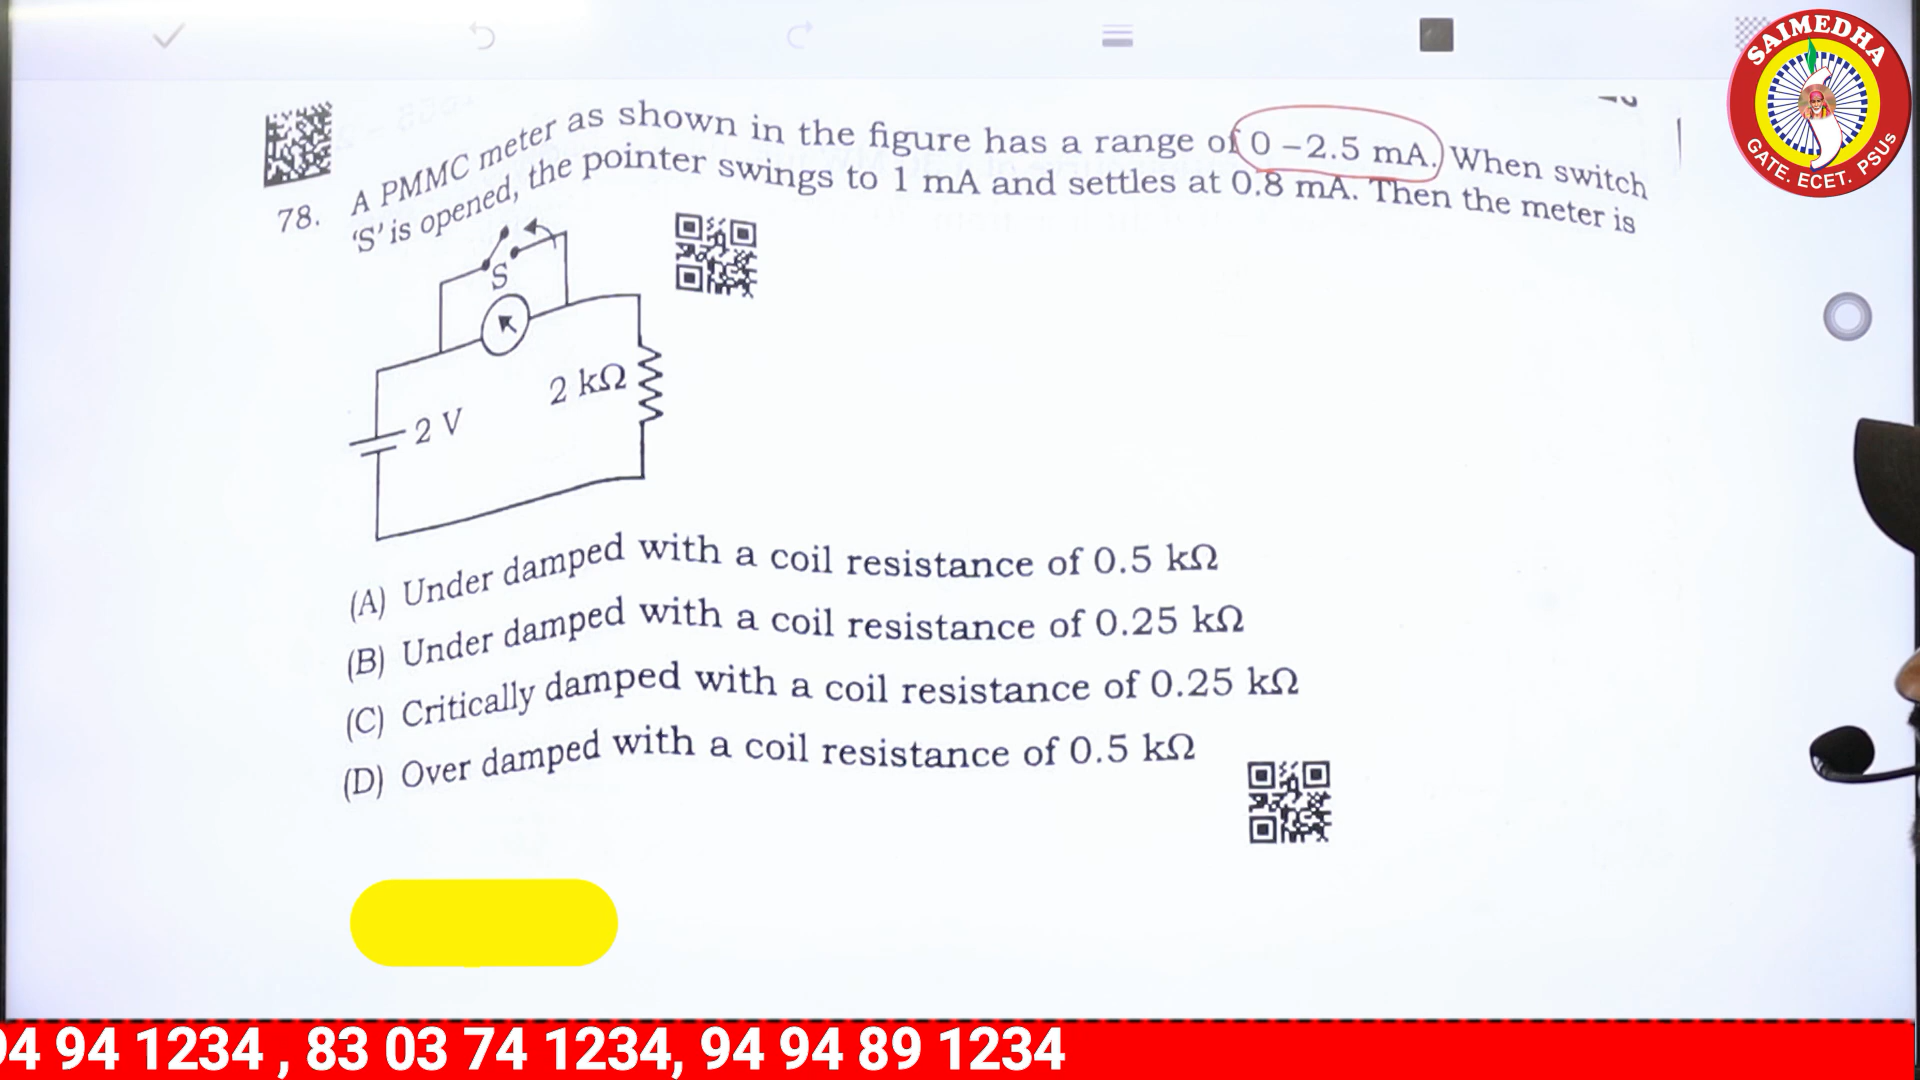 SAIMEDHA
GATE. ECET. PSUs
78. A PMMC meter as shown in the figure has a range of 0 – 2.5 mA. When switch
'S' is opened, the pointer swings to 1 mA and settles at 0.8 mA. Then the meter is
S
2 kΩ
2 V
(A) Under damped with a coil resistance of 0.5 kΩ
(B) Under damped with a coil resistance of 0.25 kΩ
(C) Critically damped with a coil resistance of 0.25 kΩ
(D) Over damped with a coil resistance of 0.5 kΩ
94 94 1234 , 83 03 74 1234, 94 94 89 1234